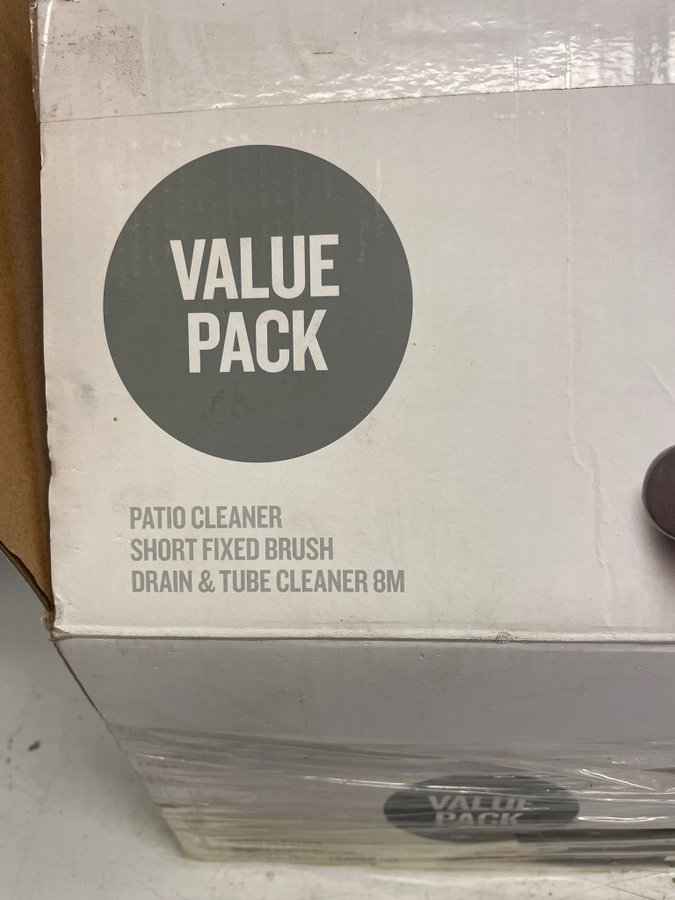 VALUE
PACK
PATIO CLEANER
SHORT FIXED BRUSH
DRAIN & TUBE CLEANER 8M
VALUE
PACK